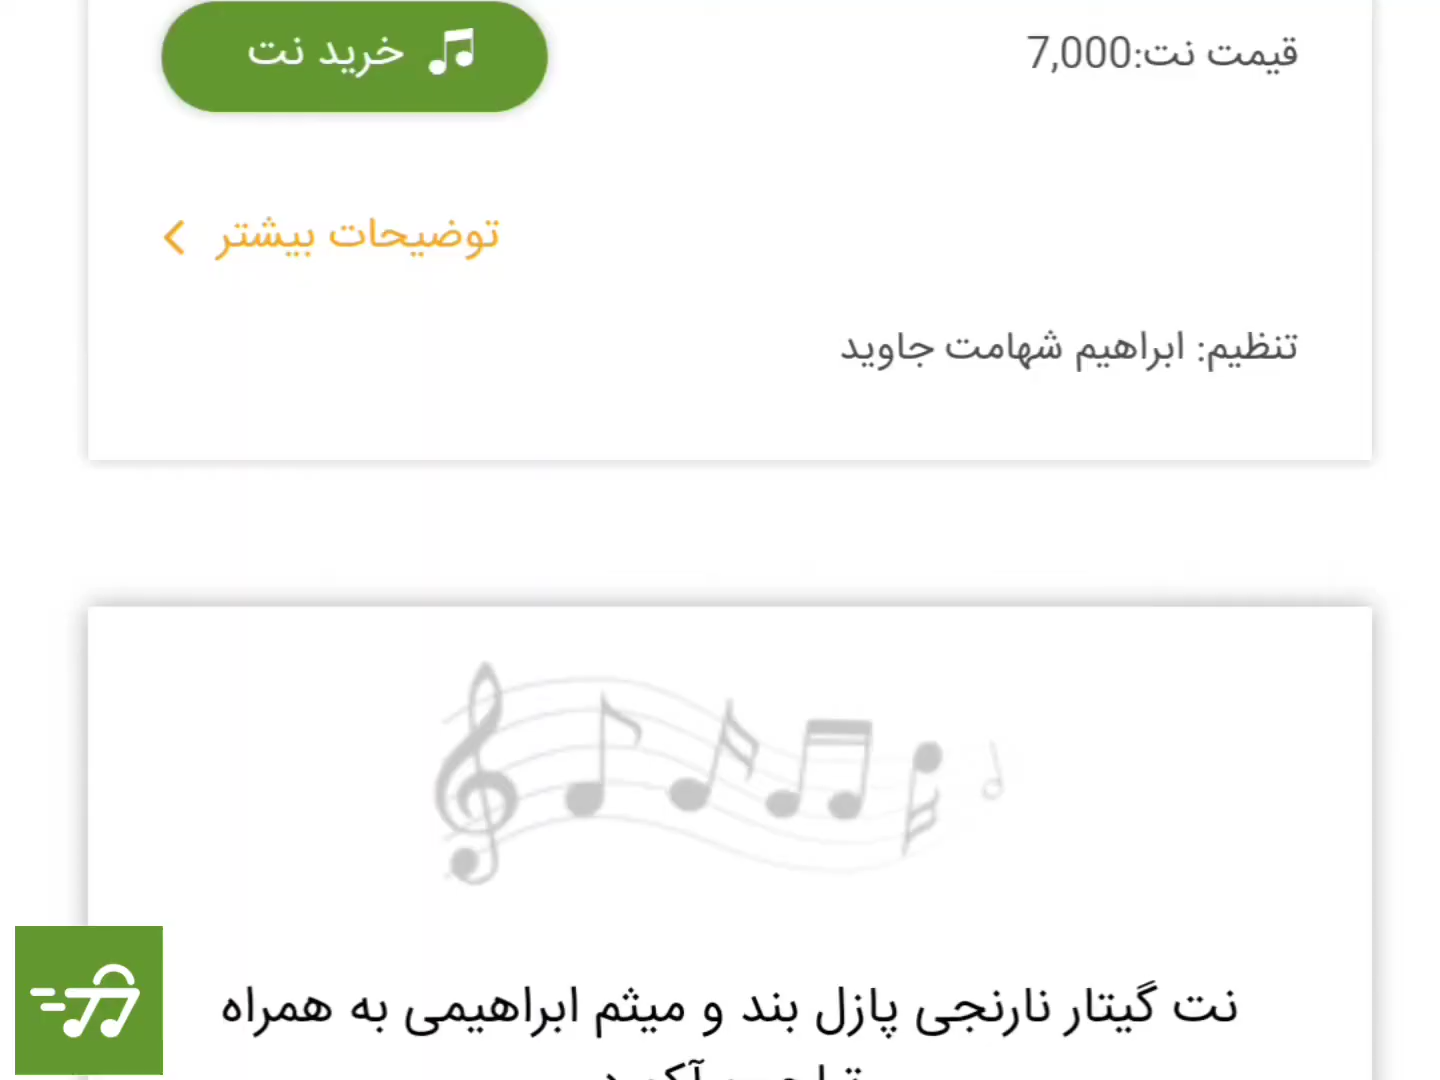 قیمت نت:7,000
خرید نت
توضیحات بیشتر
تنظیم: ابراهیم شهامت جاوید
نت گیتار نارنجی پازل بند و میثم ابراهیمی به همراه